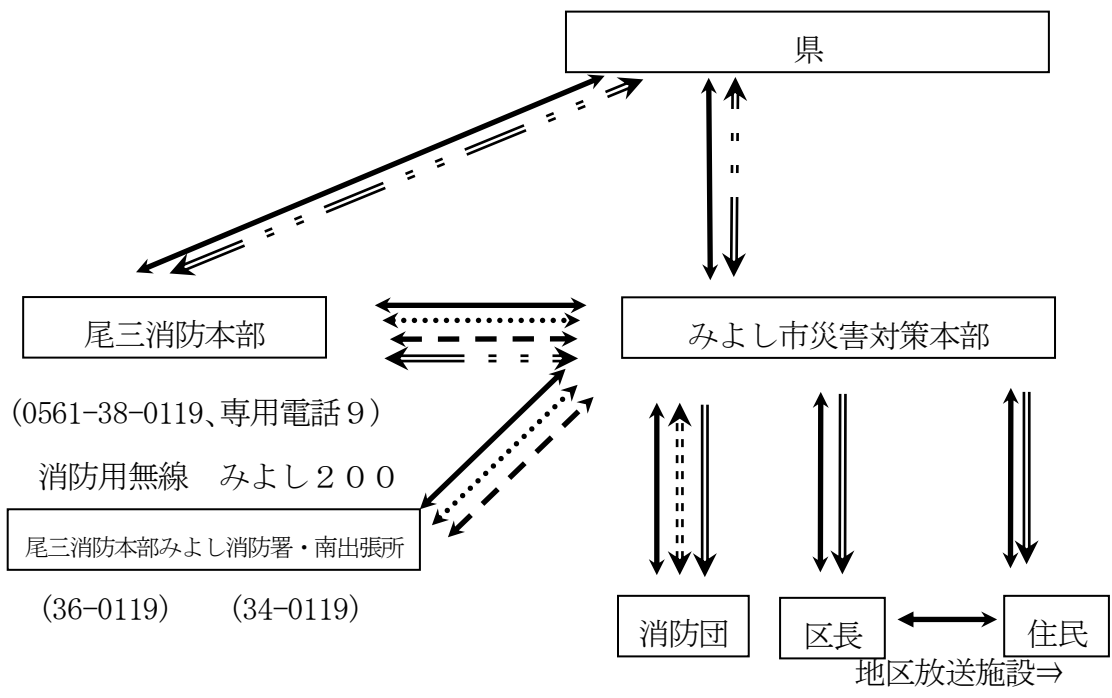 県
尾三消防本部
みよし市災害対策本部
(0561-38-0119、専用電話９)
消防用無線　みよし２００
尾三消防本部みよし消防署・南出張所
(36-0119)　　(34-0119)
消防団
区長
住民
地区放送施設⇒